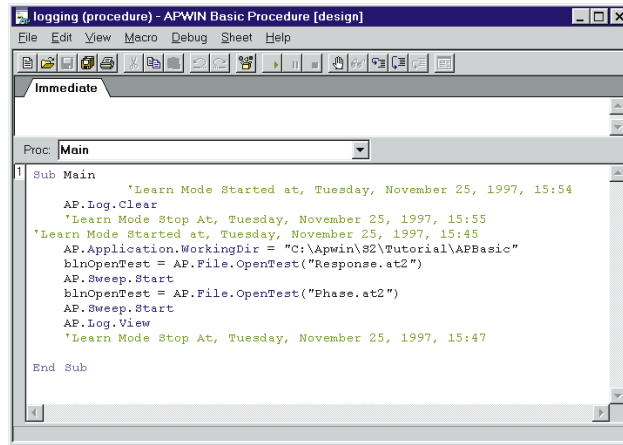 logging (procedure) - APWIN Basic Procedure [design]
File Edit View Macro Debug Sheet Help
Immediate
Proc: Main
1
Sub Main
'Learn Mode Started at, Tuesday, November 25, 1997, 15:54
AP.Log.Clear
'Learn Mode Stop At, Tuesday, November 25, 1997, 15:55
'Learn Mode Started at, Tuesday, November 25, 1997, 15:45
AP.Application.WorkingDir = "C:\Apwin\S2\Tutorial\APBasic"
blnOpenTest = AP.File.OpenTest("Response.at2")
AP.Sweep.Start
blnOpenTest = AP.File.OpenTest("Phase.at2")
AP.Sweep.Start
AP.Log.View
'Learn Mode Stop At, Tuesday, November 25, 1997, 15:47
End Sub